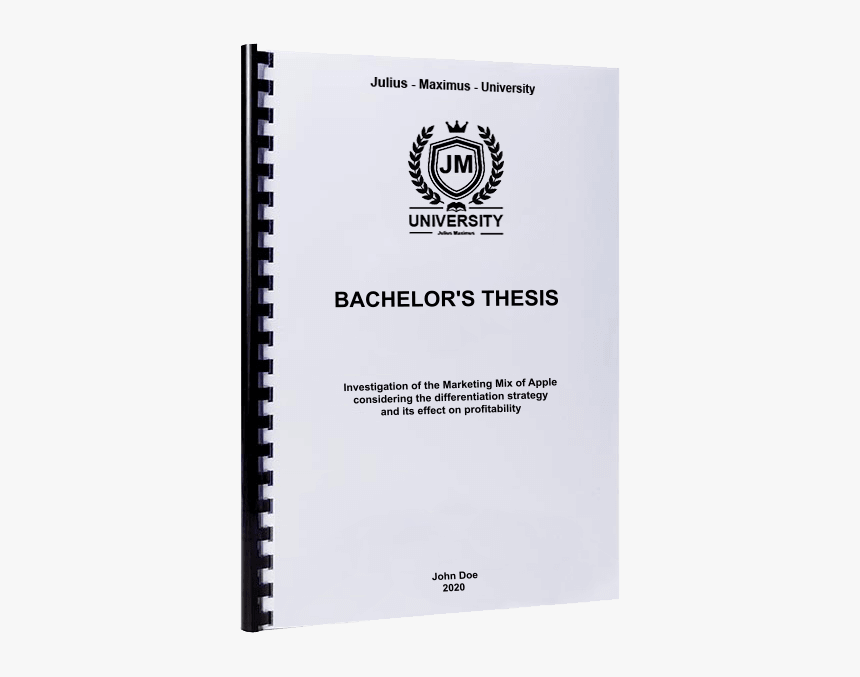 Julius - Maximus - University
JM
UNIVERSITY
Julius Maximus
BACHELOR'S THESIS
Investigation of the Marketing Mix of Apple
considering the differentiation strategy
and its effect on profitability
John Doe
2020